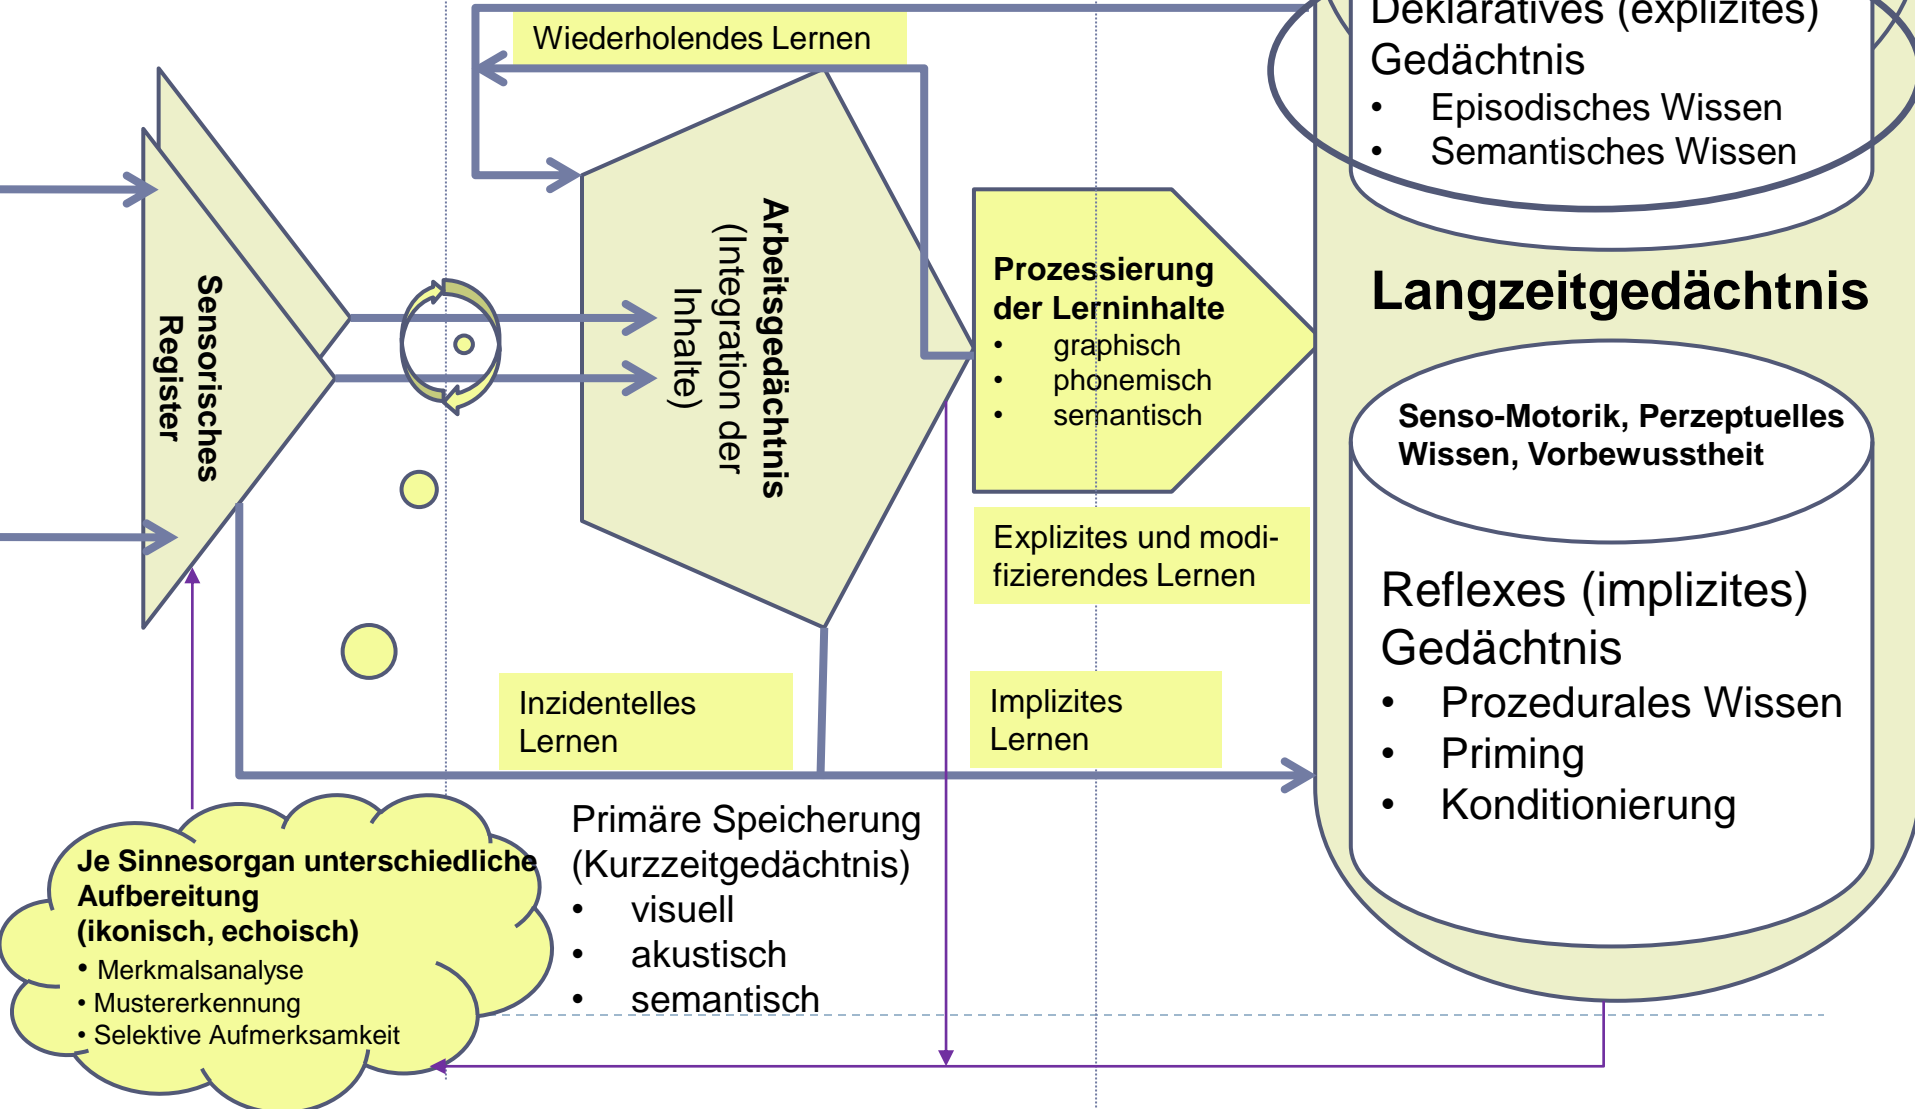 Wiederholendes Lernen
Deklaratives (explizites)
Gedächtnis
• Episodisches Wissen
• Semantisches Wissen
Sensorisches
Register
Arbeitsgedächtnis
(Integration der
Inhalte)
Prozessierung
der Lerninhalte
• graphisch
• phonemisch
• semantisch
Langzeitgedächtnis
Senso-Motorik, Perzeptuelles
Wissen, Vorbewusstheit
Explizites und modi-
fizierendes Lernen
Reflexes (implizites)
Gedächtnis
• Prozedurales Wissen
• Priming
• Konditionierung
Inzidentelles
Lernen
Implizites
Lernen
Primäre Speicherung
(Kurzzeitgedächtnis)
• visuell
• akustisch
• semantisch
Je Sinnesorgan unterschiedliche
Aufbereitung
(ikonisch, echoisch)
• Merkmalsanalyse
• Mustererkennung
• Selektive Aufmerksamkeit